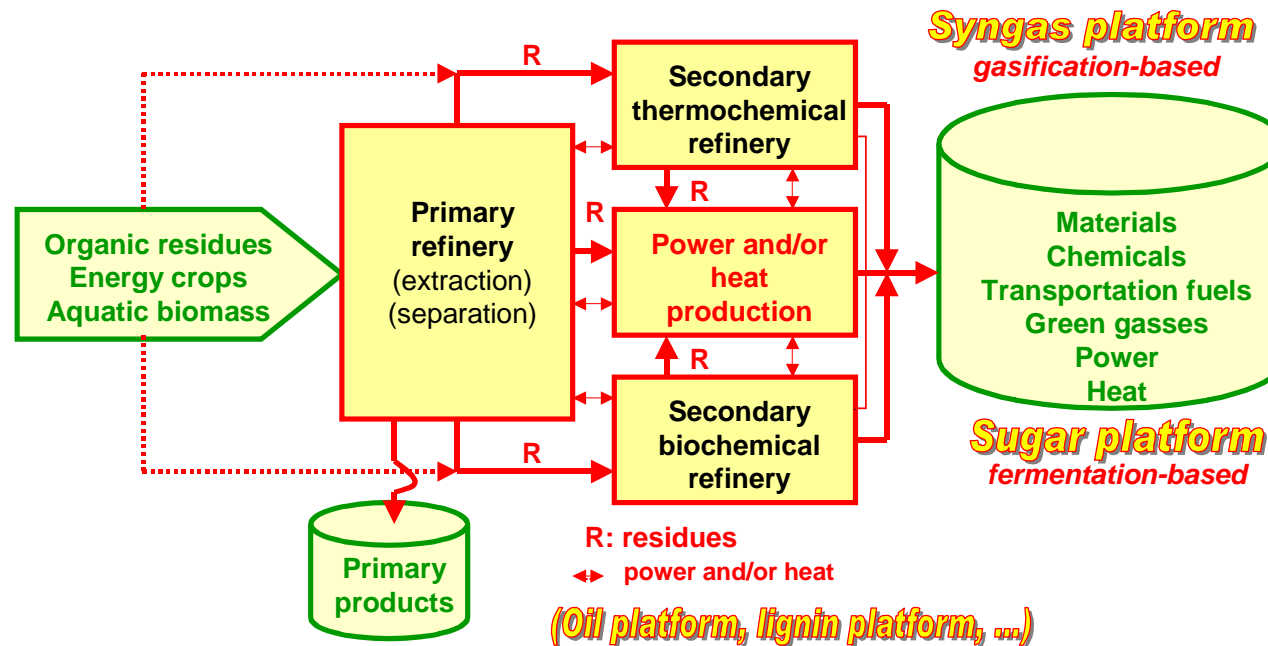 Syngas platform
gasification-based
R
Secondary
thermochemical
refinery
R
Organic residues
Energy crops
Aquatic biomass
Primary
refinery
(extraction)
(separation)
R
Power and/or
heat
production
Materials
Chemicals
Transportation fuels
Green gasses
Power
Heat
R
R
Secondary
biochemical
refinery
Sugar platform
fermentation-based
Primary
products
R: residues
power and/or heat
(Oil platform, lignin platform, ...)